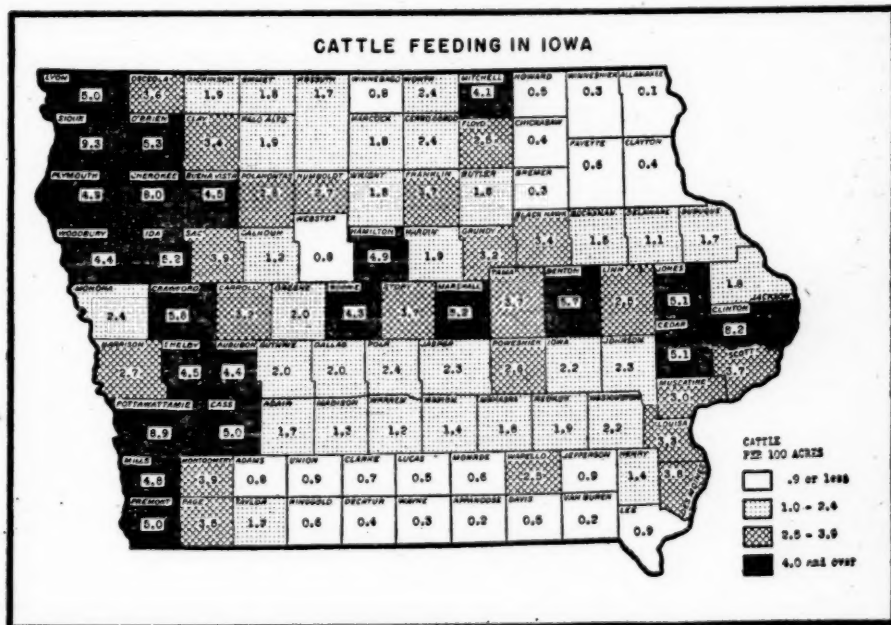 CATTLE FEEDING IN IOWA
LYON OSCEOLA DICKINSON EMMET KOSSUTH WINNEBAGO WORTH MITCHELL HOWARD WINNESHIEK ALLAMAKEE
5.0 3.6 1.9 1.8 1.7 0.8 2.4 4.1 0.5 0.3 0.1
SIOUX O'BRIEN CLAY PALO ALTO HANCOCK CERRO GORDO FLOYD CHICKASAW
9.3 5.3 3.4 1.9 1.8 2.4 0.4
FAYETTE CLAYTON
0.4
PLYMOUTH CHEROKEE BUENA VISTA POCAHONTAS HUMBOLDT WRIGHT FRANKLIN BUTLER BREMER
4.9 4.5 2.7 1.8 0.3
WEBSTER BLACK HAWK BUCHANAN DELAWARE DUBUQUE
3.4 1.1 1.7
WOODBURY IDA SAC CALHOUN HAMILTON HARDIN GRUNDY
4.4 5.2 3.9 1.2 0.8 4.9 1.9 3.2
MONONA CRAWFORD CARROLL GREENE BOONE STORY MARSHALL TAMA BENTON LINN JONES JACKSON
2.4 2.0 4.3 3.7 5.2 5.7 5.1 1.8
CEDAR CLINTON
5.1
HARRISON SHELBY AUDUBON GUTHRIE DALLAS POLK JASPER POWESHIEK IOWA JOHNSON SCOTT
2.7 4.5 4.4 2.0 2.0 2.4 2.3 2.2 2.3 3.7
MUSCATINE
3.0
POTTAWATTAMIE CASS ADAIR MADISON WARREN MARION MAHASKA KEOKUK WASHINGTON LOUISA
8.9 5.0 1.7 1.3 1.2 1.4 1.8 1.9 2.2 3.3
MILLS MONTGOMERY ADAMS UNION CLARKE LUCAS MONROE WAPELLO JEFFERSON HENRY
4.8 3.9 0.8 0.9 0.7 0.5 0.6 2.5 0.9 1.4
FREMONT PAGE TAYLOR RINGGOLD DECATUR WAYNE APPANOOSE DAVIS VAN BUREN LEE
5.0 0.6 0.4 0.3 0.2 0.5 0.2 0.9
CATTLE
PER 100 ACRES
.9 or less
1.0 - 2.4
2.5 - 3.9
4.0 and over